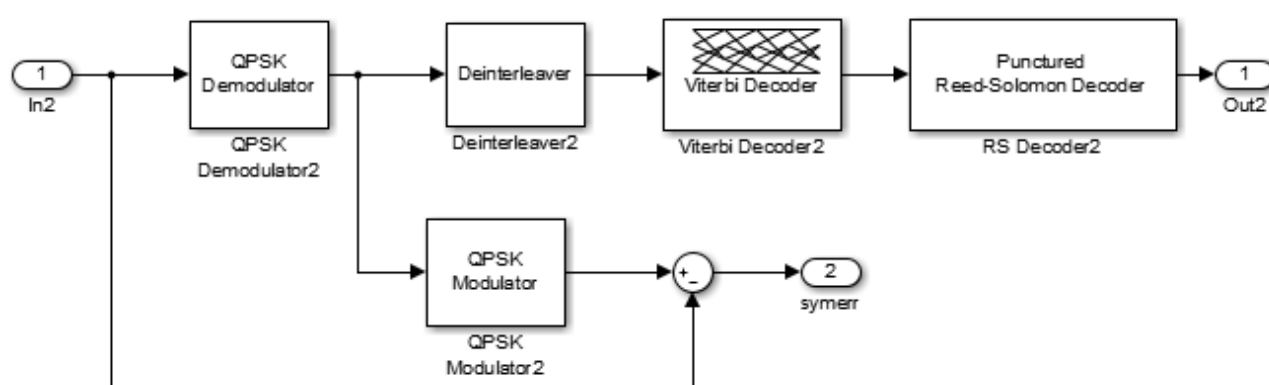 1
In2
QPSK
Demodulator
QPSK
Demodulator2
Deinterleaver
Deinterleaver2
Viterbi Decoder
Viterbi Decoder2
Punctured
Reed-Solomon Decoder
RS Decoder2
1
Out2
QPSK
Modulator
QPSK
Modulator2
+
-
2
symerr